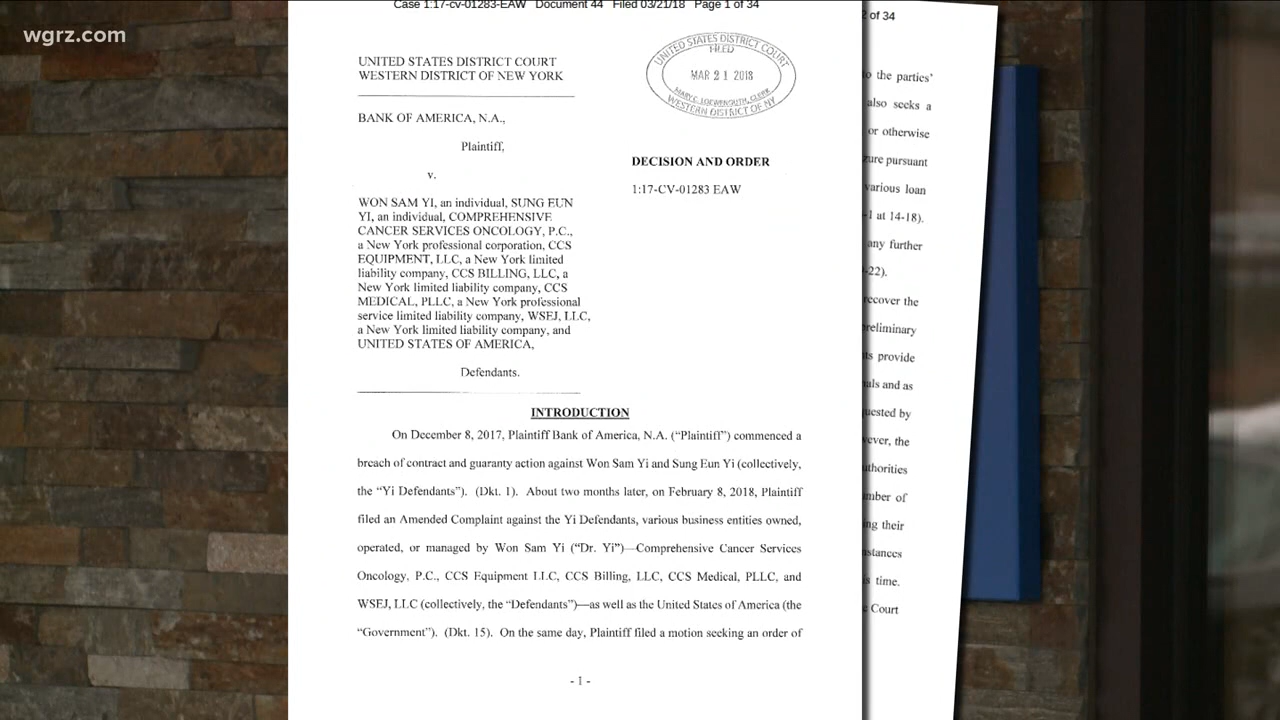 wgrz.com
Case 1:17-cv-01283-EAW Document 44 Filed 03/21/18 Page 1 of 34
UNITED STATES DISTRICT COURT
WESTERN DISTRICT OF NEW YORK
UNITED STATES DISTRICT COURT
FILED
MAR 21 2018
MARY C. LOEWENGUTH, CLERK
WESTERN DISTRICT OF NY
BANK OF AMERICA, N.A.,
Plaintiff,
v.
DECISION AND ORDER
1:17-CV-01283 EAW
WON SAM YI, an individual, SUNG EUN
YI, an individual, COMPREHENSIVE
CANCER SERVICES ONCOLOGY, P.C.,
a New York professional corporation, CCS
EQUIPMENT, LLC, a New York limited
liability company, CCS BILLING, LLC, a
New York limited liability company, CCS
MEDICAL, PLLC, a New York professional
service limited liability company, WSEJ, LLC,
a New York limited liability company, and
UNITED STATES OF AMERICA,
Defendants.
INTRODUCTION
On December 8, 2017, Plaintiff Bank of America, N.A. (“Plaintiff”) commenced a
breach of contract and guaranty action against Won Sam Yi and Sung Eun Yi (collectively,
the “Yi Defendants”). (Dkt. 1). About two months later, on February 8, 2018, Plaintiff
filed an Amended Complaint against the Yi Defendants, various business entities owned,
operated, or managed by Won Sam Yi (“Dr. Yi”)—Comprehensive Cancer Services
Oncology, P.C., CCS Equipment LLC, CCS Billing, LLC, CCS Medical, PLLC, and
WSEJ, LLC (collectively, the “Defendants”)—as well as the United States of America (the
“Government”). (Dkt. 15). On the same day, Plaintiff filed a motion seeking an order of
- 1 -
of 34
the parties’
also seeks a
or otherwise
pursuant
various loan
at 14-18).
any further
-22).
recover the
provide
and as
by
the
of
their
time.
Court